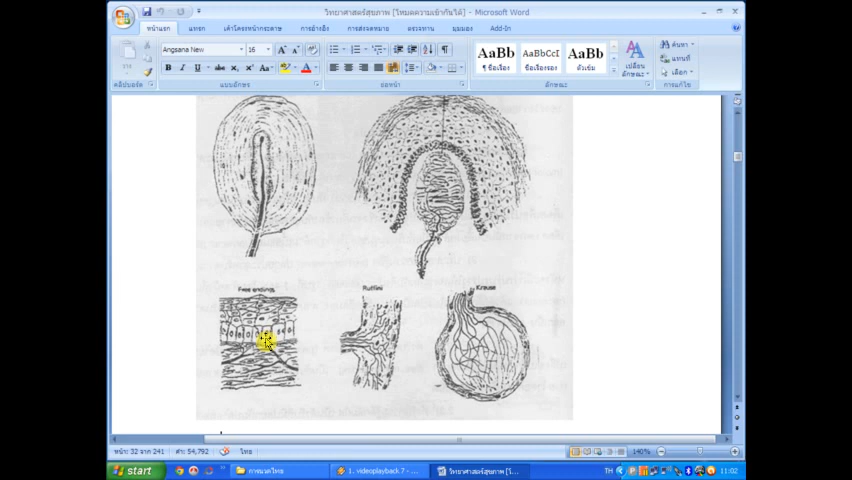 วิทยาศาสตร์สุขภาพ [โหมดความเข้ากันได้] - Microsoft Word
หน้าแรก แทรก เค้าโครงหน้ากระดาษ การอ้างอิง การส่งจดหมาย ตรวจทาน มุมมอง Add-In
Angsana New 16
AaBb AaBbCcI AaBb
¶ ชื่อเรื่อง ชื่อเรื่องรอง ตัวเข้ม
เปลี่ยน ลักษณะ
ค้นหา
แทนที่
เลือก
คลิปบอร์ด แบบอักษร ย่อหน้า ลักษณะ การแก้ไข
Free endings Ruffini Krause
หน้า: 32 จาก 241 คำ: 54,792 ไทย 140%
start การนวดไทย 1. videoplayback 7 - ... วิทยาศาสตร์สุขภาพ [โ... TH 11:02